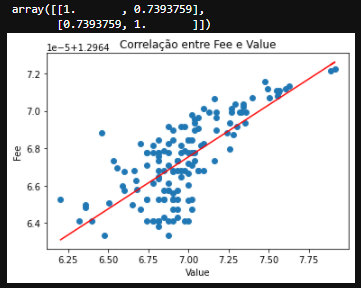 array([[1.       , 0.7393759],
[0.7393759, 1.       ]])
Correlação entre Fee e Value
1e-5+1.2964
7.2
7.0
6.8
6.6
6.4
Fee
6.25 6.50 6.75 7.00 7.25 7.50 7.75
Value